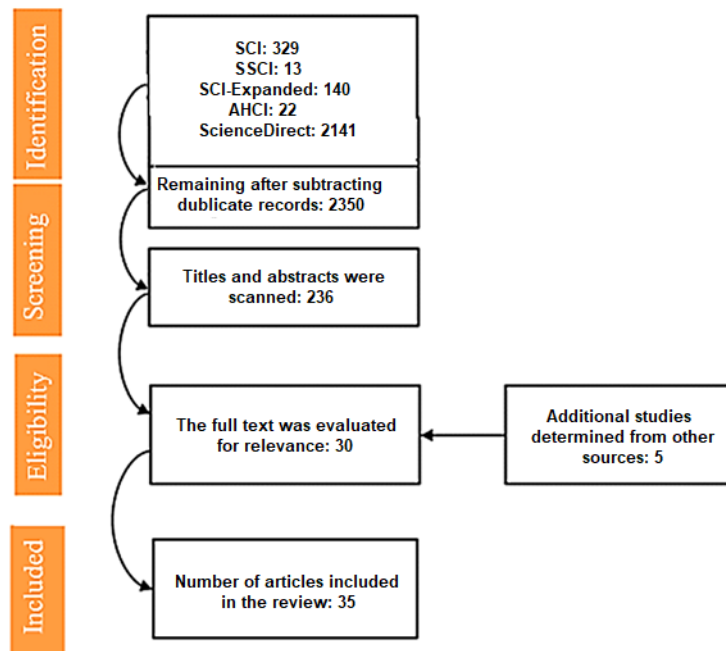 Identification
SCI: 329
SSCI: 13
SCI-Expanded: 140
AHCI: 22
ScienceDirect: 2141
Remaining after subtracting
dublicate records: 2350
Screening
Titles and abstracts were
scanned: 236
Eligibility
The full text was evaluated
for relevance: 30
Additional studies
determined from other
sources: 5
Included
Number of articles included
in the review: 35